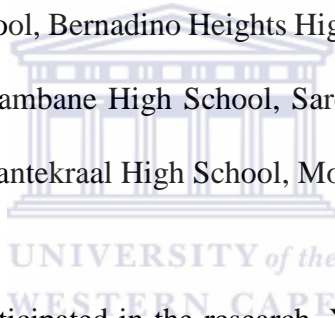 ool, Bernadino Heights Hig
ambane High School, Sar
antekraal High School, Mo
UNIVERSITY of the
ticipated in the research.
WESTERN CAPE